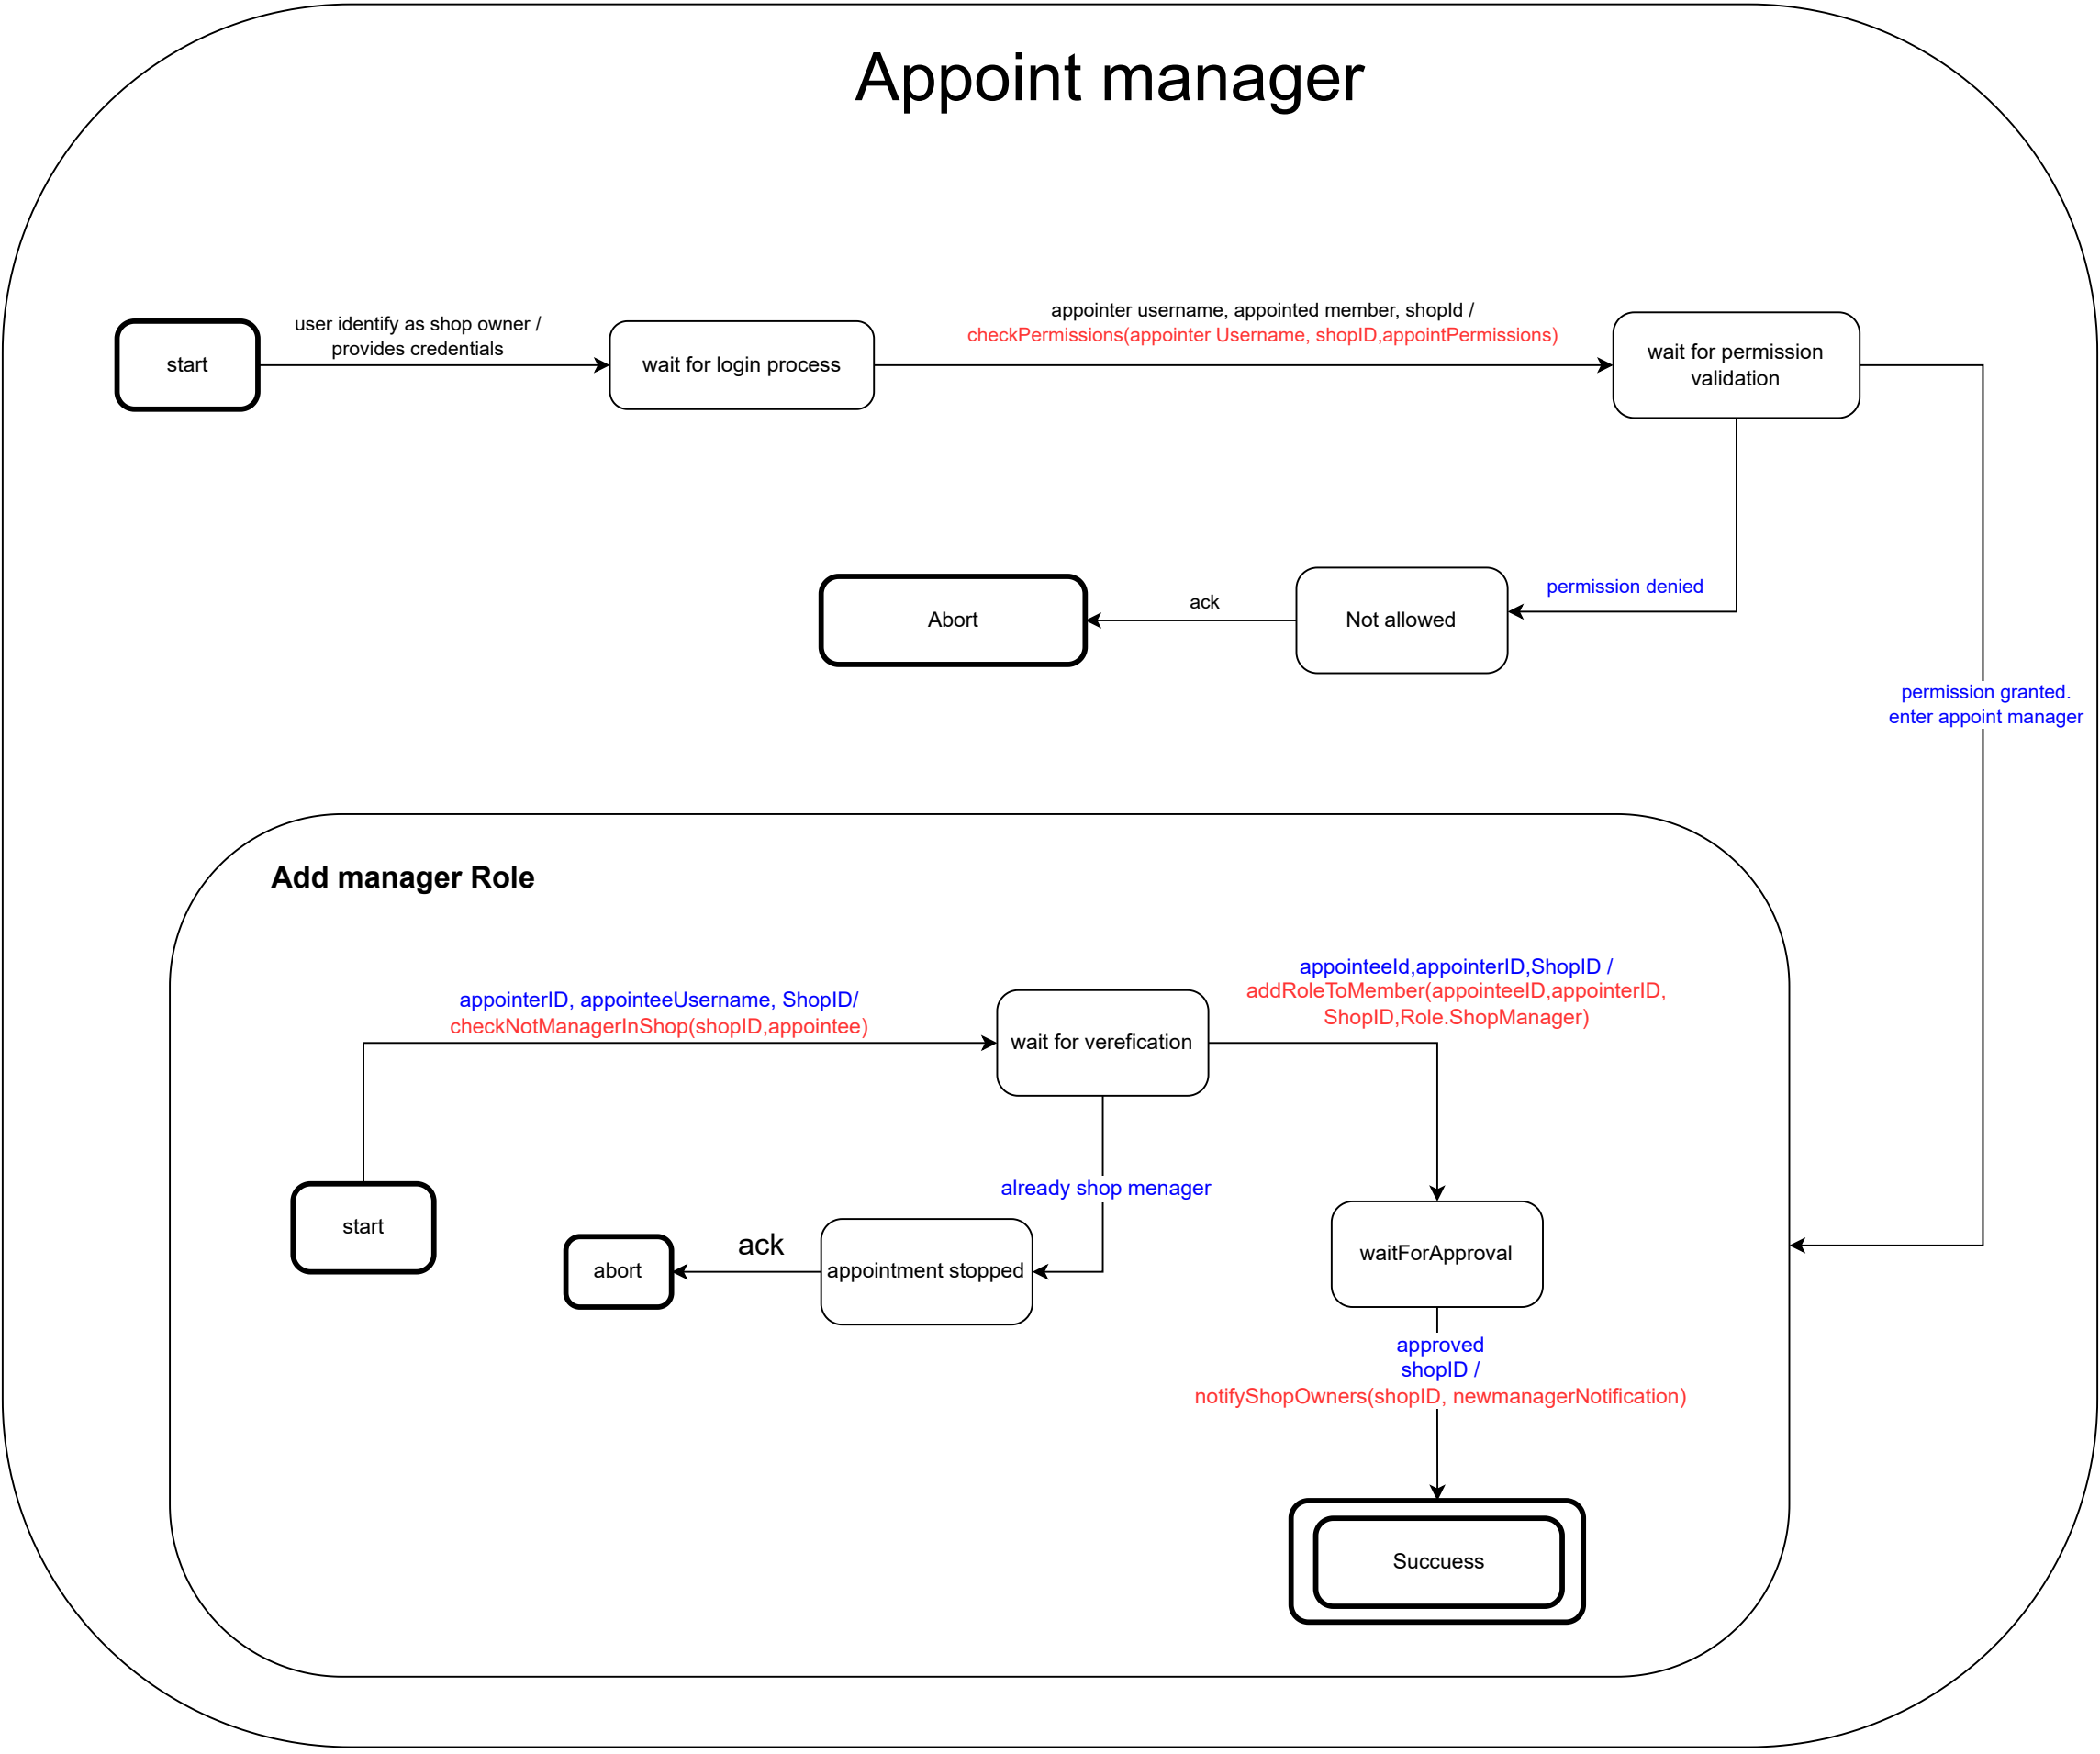 Appoint manager
start
user identify as shop owner /
provides credentials
wait for login process
appointer username, appointed member, shopId /
checkPermissions(appointer Username, shopID,appointPermissions)
wait for permission
validation
Abort
ack
Not allowed
permission denied
permission granted.
enter appoint manager
Add manager Role
appointerID, appointeeUsername, ShopID/
checkNotManagerInShop(shopID,appointee)
wait for verefication
appointeeId,appointerID,ShopID /
addRoleToMember(appointeeID,appointerID,
ShopID,Role.ShopManager)
already shop menager
start
abort
ack
appointment stopped
waitForApproval
approved
shopID /
notifyShopOwners(shopID, newmanagerNotification)
Succuess